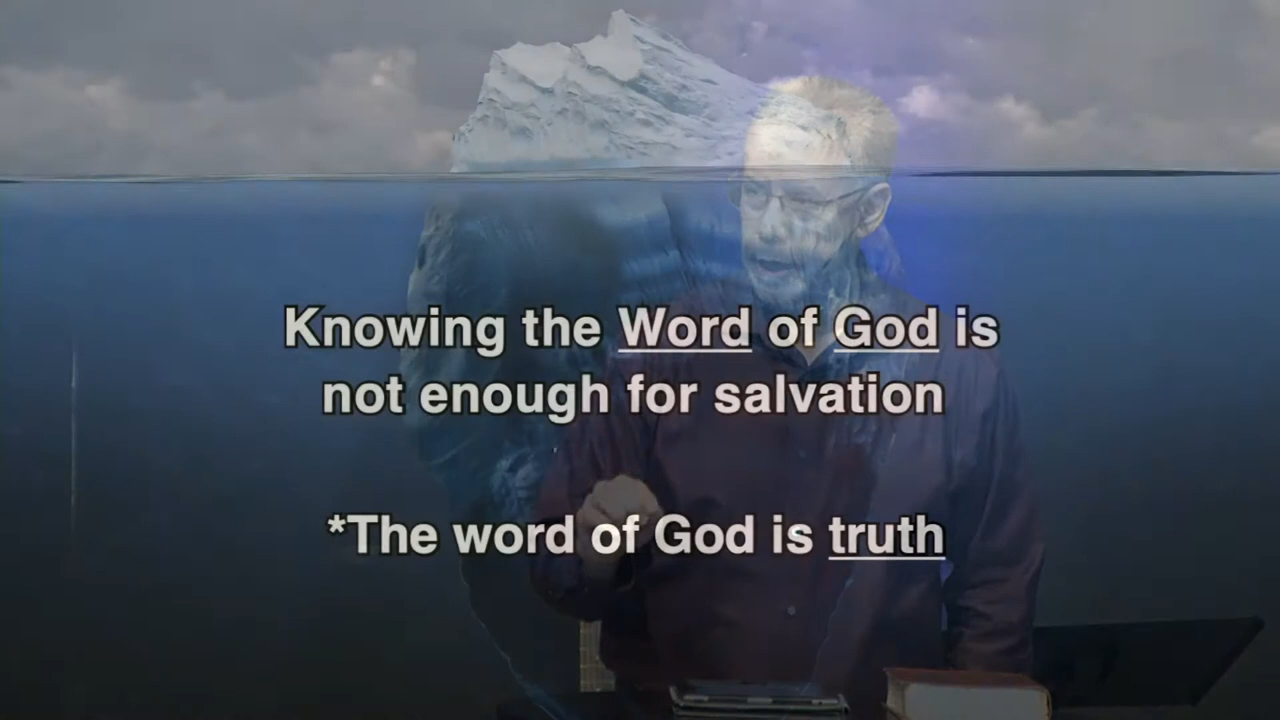 Knowing the Word of God is
not enough for salvation
*The word of God is truth